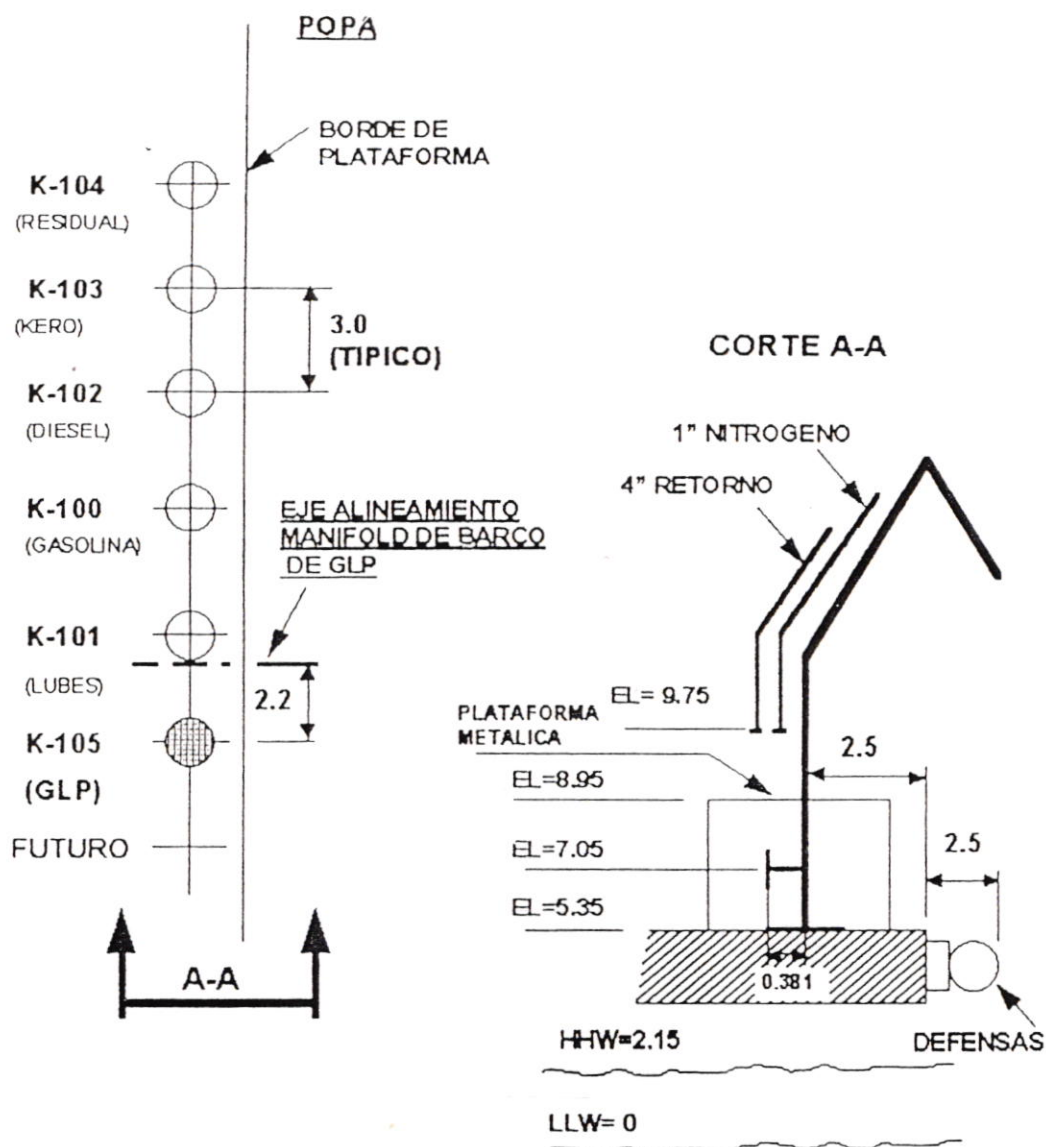 POPA
BORDE DE
PLATAFORMA
K-104
(RESIDUAL)
K-103
(KERO)
3.0
(TIPICO)
K-102
(DIESEL)
K-100
(GASOLINA)
EJE ALINEAMIENTO
MANIFOLD DE BARCO
DE GLP
K-101
(LUBES)
2.2
K-105
(GLP)
FUTURO
A-A
CORTE A-A
1" NITROGENO
4" RETORNO
EL= 9.75
PLATAFORMA
METALICA
2.5
EL=8.95
EL=7.05
2.5
EL=5.35
0.381
HHW=2.15
DEFENSAS
LLW= 0